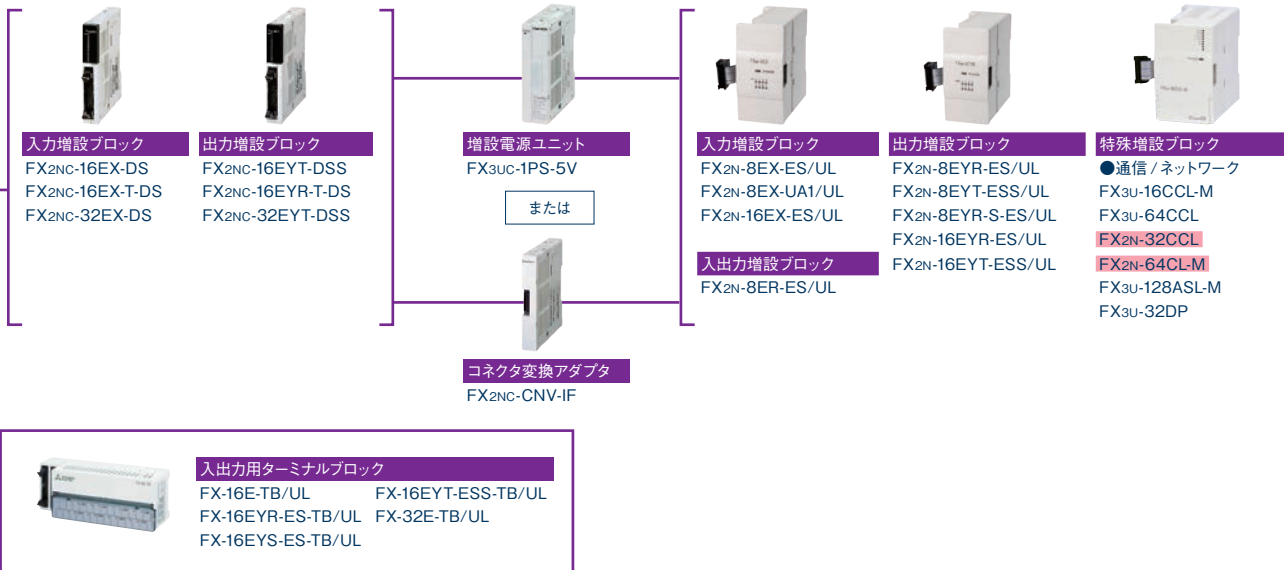 入力増設ブロック
FX2NC-16EX-DS
FX2NC-16EX-T-DS
FX2NC-32EX-DS
出力増設ブロック
FX2NC-16EYT-DSS
FX2NC-16EYR-T-DS
FX2NC-32EYT-DSS
増設電源ユニット
FX3UC-1PS-5V
または
コネクタ変換アダプタ
FX2NC-CNV-IF
入力増設ブロック
FX2N-8EX-ES/UL
FX2N-8EX-UA1/UL
FX2N-16EX-ES/UL
入出力増設ブロック
FX2N-8ER-ES/UL
出力増設ブロック
FX2N-8EYR-ES/UL
FX2N-8EYT-ESS/UL
FX2N-8EYR-S-ES/UL
FX2N-16EYR-ES/UL
FX2N-16EYT-ESS/UL
特殊増設ブロック
●通信 / ネットワーク
FX3U-16CCL-M
FX3U-64CCL
FX2N-32CCL
FX2N-64CL-M
FX3U-128ASL-M
FX3U-32DP
入出力用ターミナルブロック
FX-16E-TB/UL
FX-16EYR-ES-TB/UL
FX-16EYS-ES-TB/UL
FX-16EYT-ESS-TB/UL
FX-32E-TB/UL